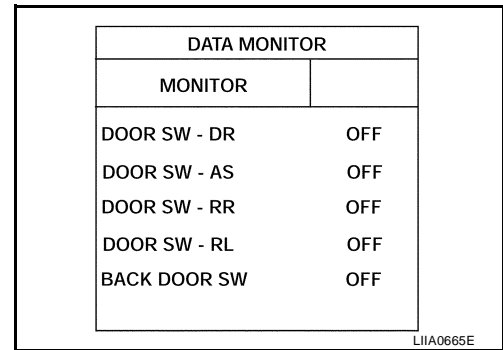 DATA MONITOR
MONITOR
DOOR SW - DR OFF
DOOR SW - AS OFF
DOOR SW - RR OFF
DOOR SW - RL OFF
BACK DOOR SW OFF
LIIA0665E